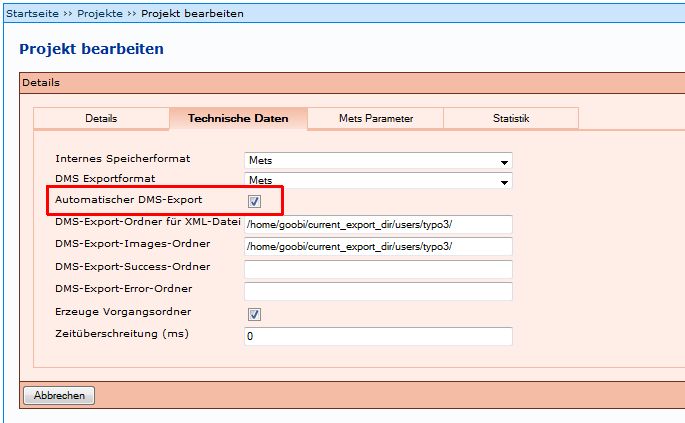 Startseite >> Projekte >> Projekt bearbeiten
Projekt bearbeiten
Details
Details Technische Daten Mets Parameter Statistik
Internes Speicherformat Mets
DMS Exportformat Mets
Automatischer DMS-Export
DMS-Export-Ordner für XML-Datei /home/goobi/current_export_dir/users/typo3/
DMS-Export-Images-Ordner /home/goobi/current_export_dir/users/typo3/
DMS-Export-Success-Ordner
DMS-Export-Error-Ordner
Erzeuge Vorgangsordner
Zeitüberschreitung (ms) 0
Abbrechen